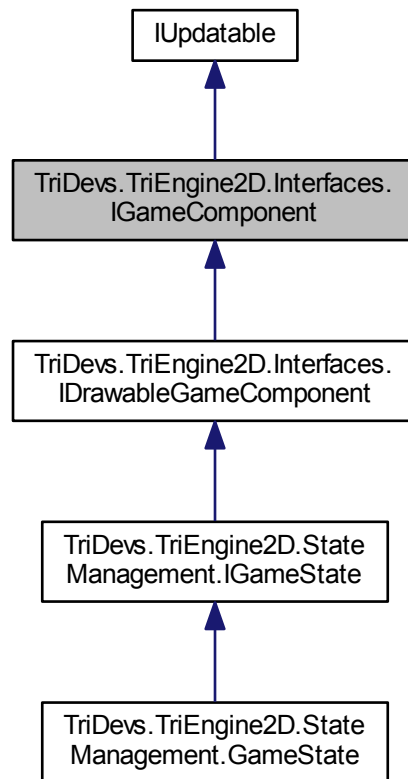 IUpdatable
TriDevs.TriEngine2D.Interfaces.
IGameComponent
TriDevs.TriEngine2D.Interfaces.
IDrawableGameComponent
TriDevs.TriEngine2D.State
Management.IGameState
TriDevs.TriEngine2D.State
Management.GameState